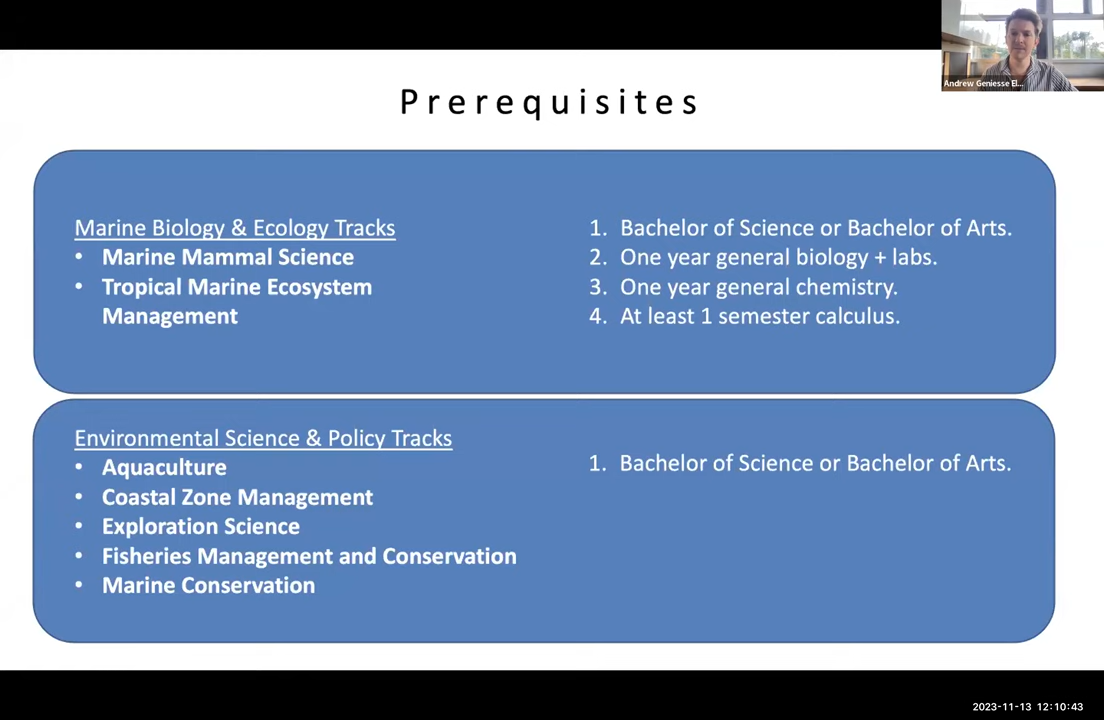 Andrew Geniesse El...
Prerequisites
Marine Biology & Ecology Tracks
• Marine Mammal Science
• Tropical Marine Ecosystem
Management
1. Bachelor of Science or Bachelor of Arts.
2. One year general biology + labs.
3. One year general chemistry.
4. At least 1 semester calculus.
Environmental Science & Policy Tracks
• Aquaculture
• Coastal Zone Management
• Exploration Science
• Fisheries Management and Conservation
• Marine Conservation
1. Bachelor of Science or Bachelor of Arts.
2023-11-13 12:10:43